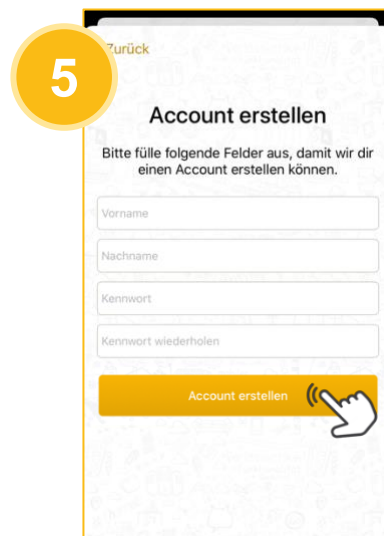 5
Zurück
Account erstellen
Bitte fülle folgende Felder aus, damit wir dir
einen Account erstellen können.
Vorname
Nachname
Kennwort
Kennwort wiederholen
Account erstellen